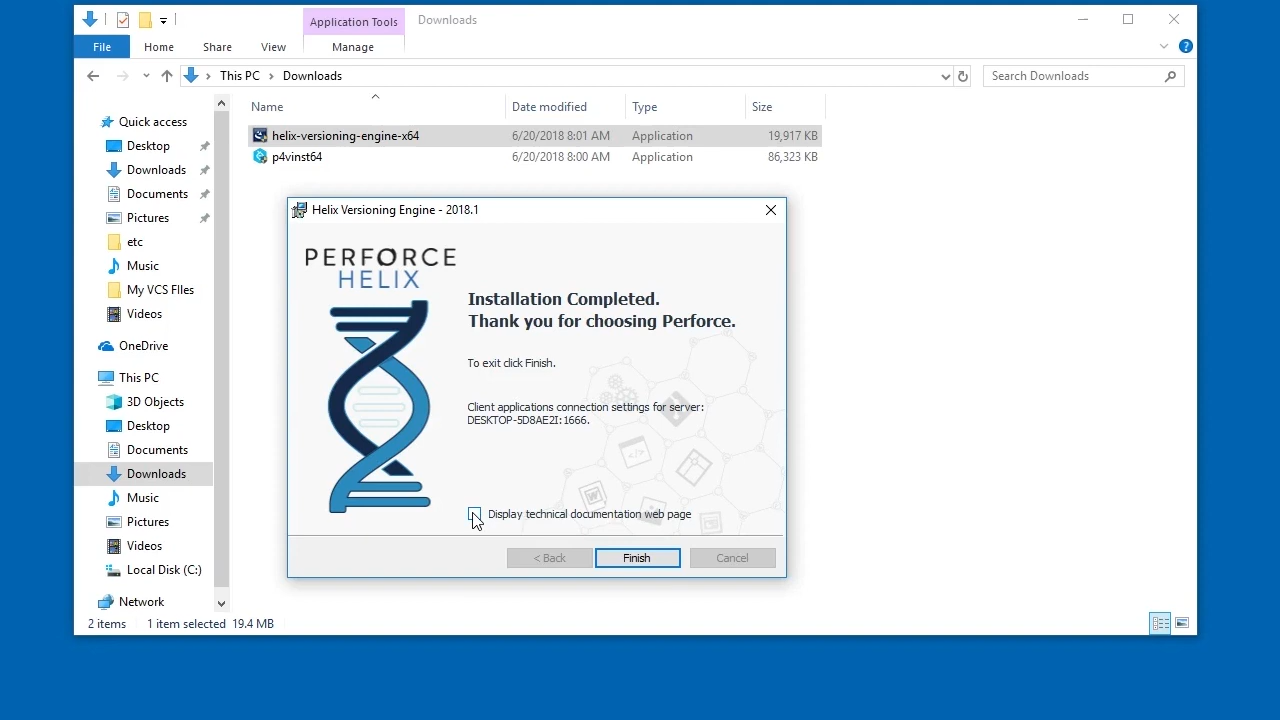 Application Tools
Downloads
File
Home
Share
View
Manage
This PC
Downloads
Search Downloads
Name
Date modified
Type
Size
Quick access
Desktop
Downloads
Documents
Pictures
etc
Music
My VCS FIles
Videos
OneDrive
This PC
3D Objects
Desktop
Documents
Downloads
Music
Pictures
Videos
Local Disk (C:)
Network
helix-versioning-engine-x64 6/20/2018 8:01 AM Application 19,917 KB
p4vinst64 6/20/2018 8:00 AM Application 86,323 KB
Helix Versioning Engine - 2018.1
PERFORCE
HELIX
Installation Completed.
Thank you for choosing Perforce.
To exit click Finish.
Client applications connection settings for server:
DESKTOP-5D8AE2I:1666.
Display technical documentation web page
< Back
Finish
Cancel
2 items
1 item selected 19.4 MB